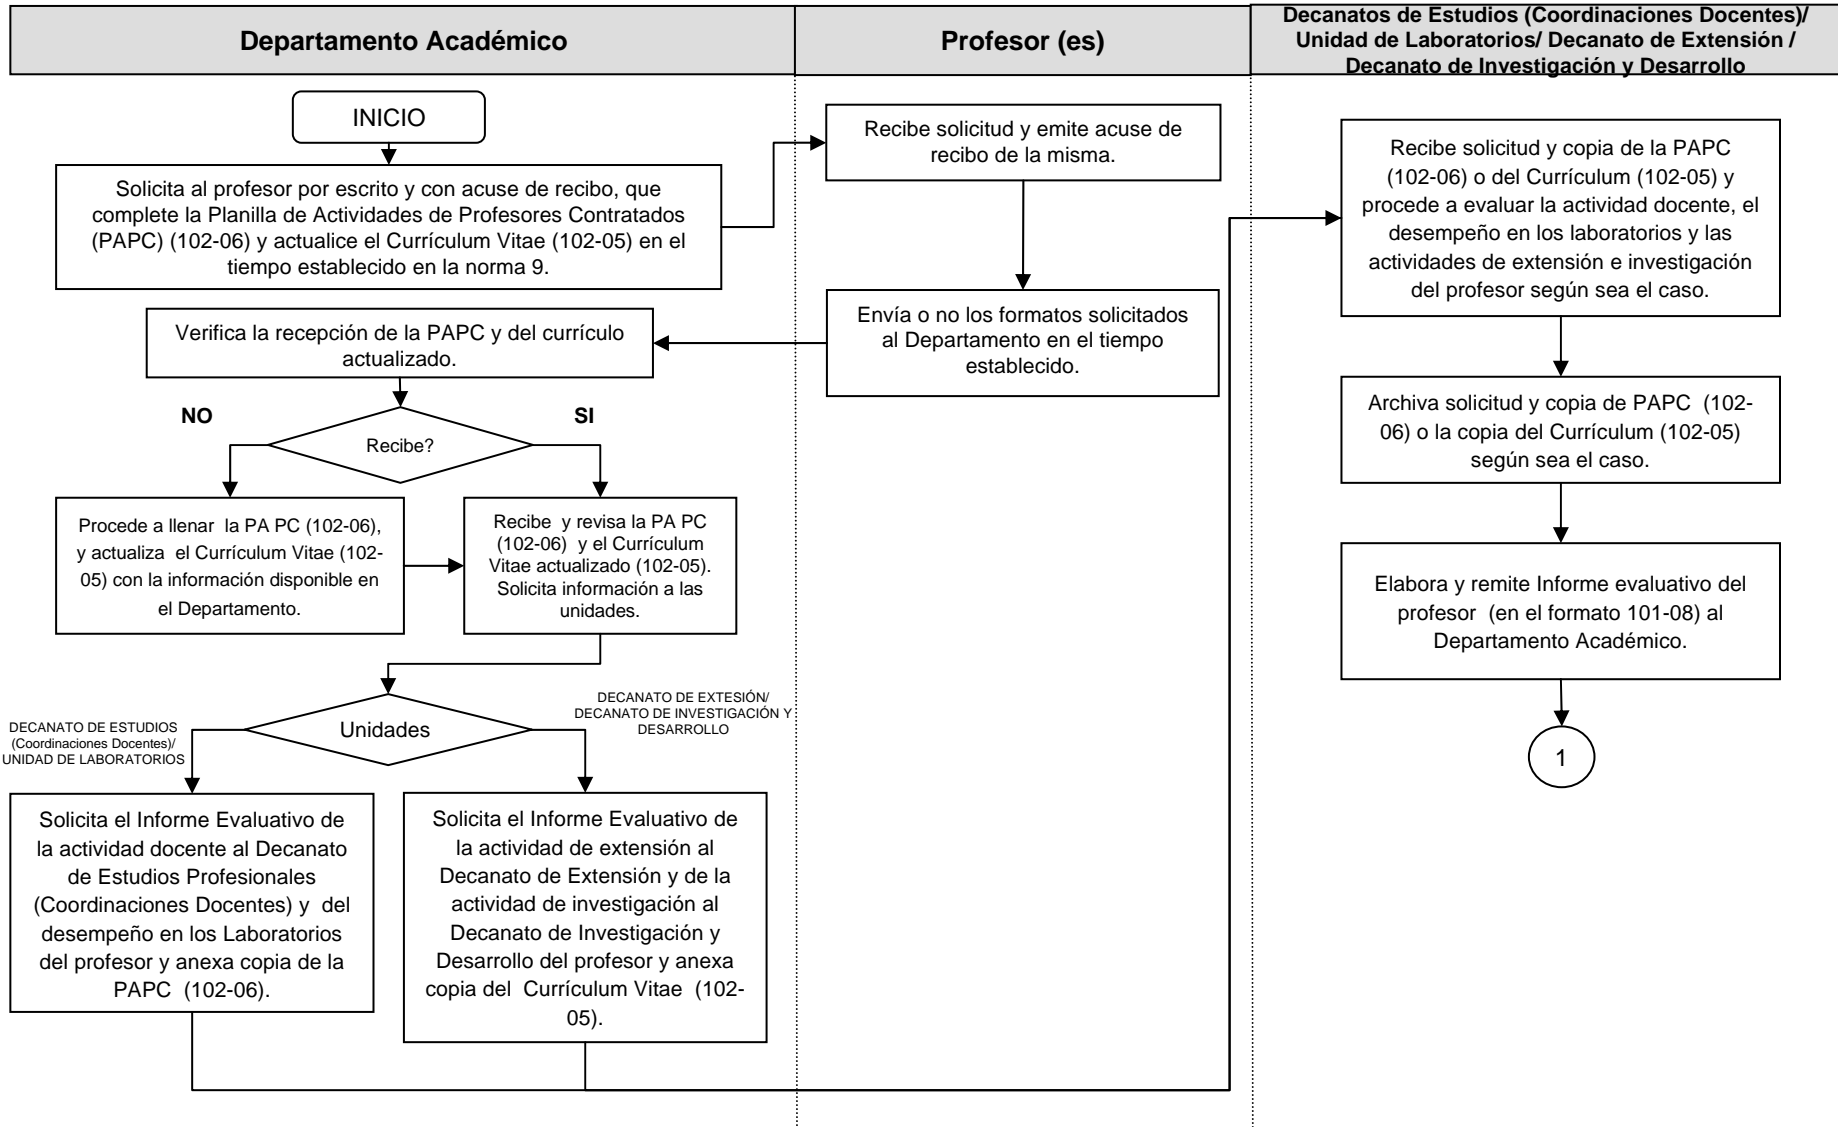 Departamento Académico
Profesor (es)
Decanatos de Estudios (Coordinaciones Docentes)/
Unidad de Laboratorios/ Decanato de Extensión /
Decanato de Investigación y Desarrollo
INICIO
Solicita al profesor por escrito y con acuse de recibo, que
complete la Planilla de Actividades de Profesores Contratados
(PAPC) (102-06) y actualice el Currículum Vitae (102-05) en el
tiempo establecido en la norma 9.
Recibe solicitud y emite acuse de
recibo de la misma.
Envía o no los formatos solicitados
al Departamento en el tiempo
establecido.
Verifica la recepción de la PAPC y del currículo
actualizado.
NO
SI
Recibe?
Procede a llenar la PA PC (102-06),
y actualiza el Currículum Vitae (102-
05) con la información disponible en
el Departamento.
Recibe y revisa la PA PC
(102-06) y el Currículum
Vitae actualizado (102-05).
Solicita información a las
unidades.
Unidades
DECANATO DE ESTUDIOS
(Coordinaciones Docentes)/
UNIDAD DE LABORATORIOS
DECANATO DE EXTESIÓN/
DECANATO DE INVESTIGACIÓN Y
DESARROLLO
Solicita el Informe Evaluativo de
la actividad docente al Decanato
de Estudios Profesionales
(Coordinaciones Docentes) y del
desempeño en los Laboratorios
del profesor y anexa copia de la
PAPC (102-06).
Solicita el Informe Evaluativo de
la actividad de extensión al
Decanato de Extensión y de la
actividad de investigación al
Decanato de Investigación y
Desarrollo del profesor y anexa
copia del Currículum Vitae (102-
05).
Recibe solicitud y copia de la PAPC
(102-06) o del Currículum (102-05) y
procede a evaluar la actividad docente, el
desempeño en los laboratorios y las
actividades de extensión e investigación
del profesor según sea el caso.
Archiva solicitud y copia de PAPC (102-
06) o la copia del Currículum (102-05)
según sea el caso.
Elabora y remite Informe evaluativo del
profesor (en el formato 101-08) al
Departamento Académico.
1